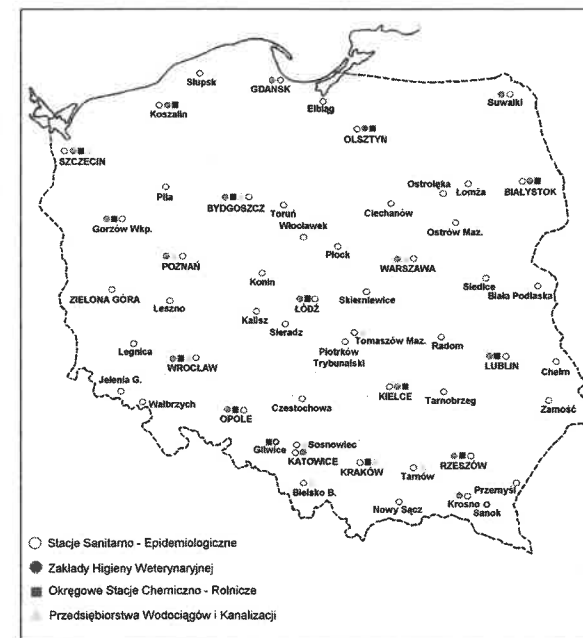 Słupsk
GDAŃSK
Elbląg
Suwałki
Koszalin
OLSZTYN
SZCZECIN
Ostrołęka
Łomża
BIAŁYSTOK
Piła
BYDGOSZCZ
Toruń
Ciechanów
Gorzów Wkp.
Włocławek
Ostrów Maz.
POZNAŃ
Płock
WARSZAWA
Konin
Siedlce
ZIELONA GÓRA
Leszno
ŁÓDŹ
Skierniewice
Biała Podlaska
Kalisz
Sieradz
Legnica
Piotrków
Trybunalski
Tomaszów Maz.
Radom
WROCŁAW
LUBLIN
Chełm
Jelenia G.
Wałbrzych
Częstochowa
KIELCE
Tarnobrzeg
Zamość
OPOLE
Gliwice
Sosnowiec
KATOWICE
KRAKÓW
Tarnów
RZESZÓW
Bielsko B.
Przemyśl
Nowy Sącz
Krosno
Sanok
Stacje Sanitarno - Epidemiologiczne
Zakłady Higieny Weterynaryjnej
Okręgowe Stacje Chemiczno - Rolnicze
Przedsiębiorstwa Wodociągów i Kanalizacji